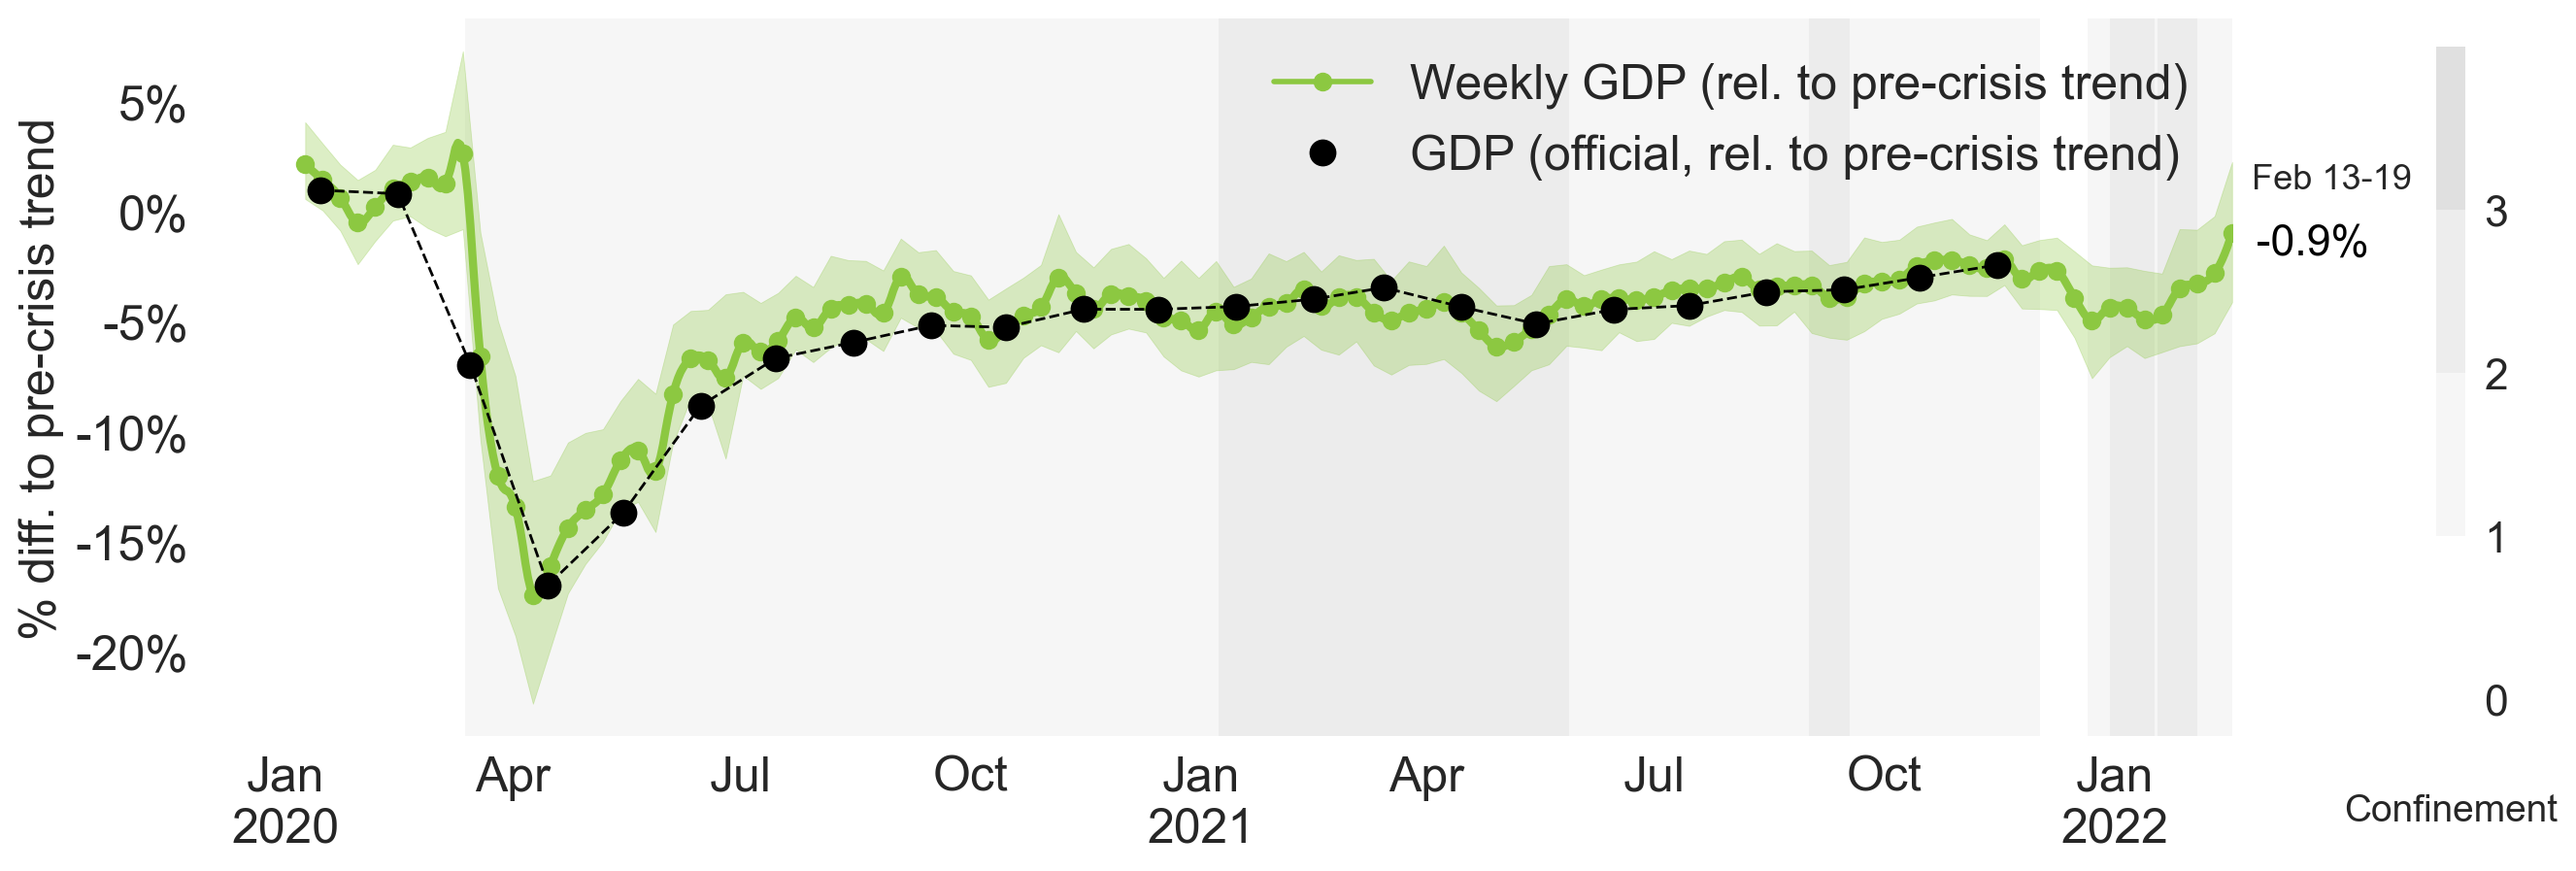 Weekly GDP (rel. to pre-crisis trend)
GDP (official, rel. to pre-crisis trend)
% diff. to pre-crisis trend
5%
0%
-5%
-10%
-15%
-20%
Feb 13-19
-0.9%
3
2
1
0
Jan Apr Jul Oct Jan Apr Jul Oct Jan
2020 2021 2022
Confinement